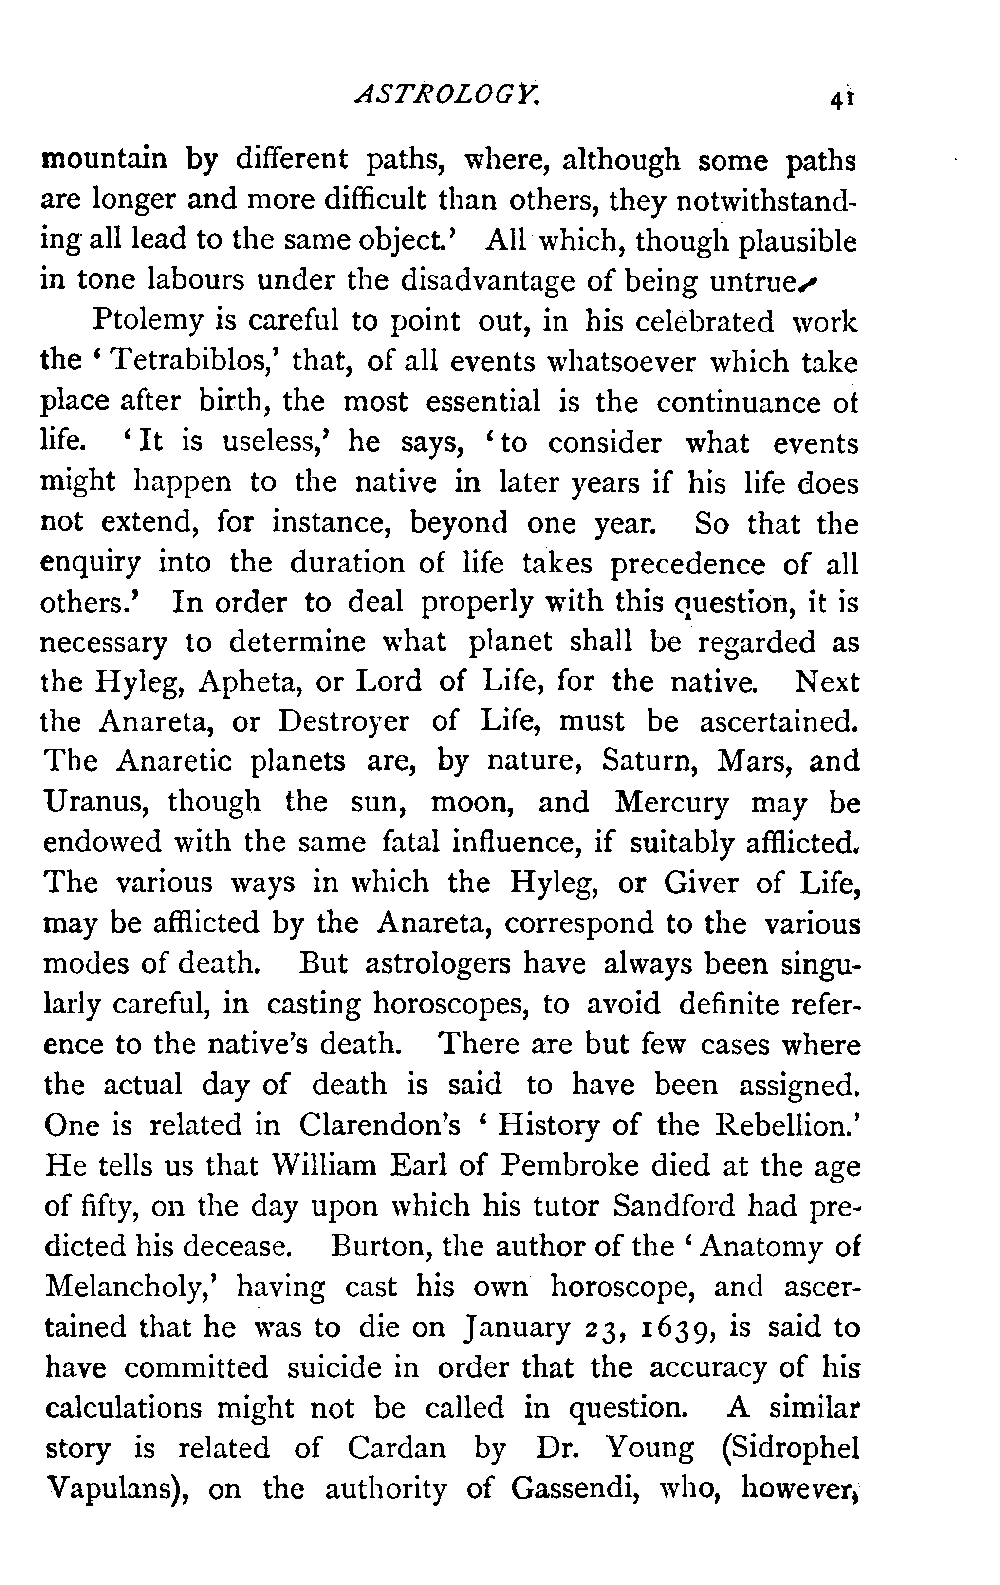 ASTROLOGY. 41
mountain by different paths, where, although some paths
are longer and more difficult than others, they notwithstand-
ing all lead to the same object.' All which, though plausible
in tone labours under the disadvantage of being untrue.
Ptolemy is careful to point out, in his celebrated work
the ‘Tetrabiblos,’ that, of all events whatsoever which take
place after birth, the most essential is the continuance of
life. ‘It is useless,’ he says, ‘to consider what events
might happen to the native in later years if his life does
not extend, for instance, beyond one year. So that the
enquiry into the duration of life takes precedence of all
others.’ In order to deal properly with this question, it is
necessary to determine what planet shall be regarded as
the Hyleg, Apheta, or Lord of Life, for the native. Next
the Anareta, or Destroyer of Life, must be ascertained.
The Anaretic planets are, by nature, Saturn, Mars, and
Uranus, though the sun, moon, and Mercury may be
endowed with the same fatal influence, if suitably afflicted.
The various ways in which the Hyleg, or Giver of Life,
may be afflicted by the Anareta, correspond to the various
modes of death. But astrologers have always been singu-
larly careful, in casting horoscopes, to avoid definite refer-
ence to the native's death. There are but few cases where
the actual day of death is said to have been assigned.
One is related in Clarendon's ‘History of the Rebellion.’
He tells us that William Earl of Pembroke died at the age
of fifty, on the day upon which his tutor Sandford had pre-
dicted his decease. Burton, the author of the ‘Anatomy of
Melancholy,’ having cast his own horoscope, and ascer-
tained that he was to die on January 23, 1639, is said to
have committed suicide in order that the accuracy of his
calculations might not be called in question. A similar
story is related of Cardan by Dr. Young (Sidrophel
Vapulans), on the authority of Gassendi, who, however,